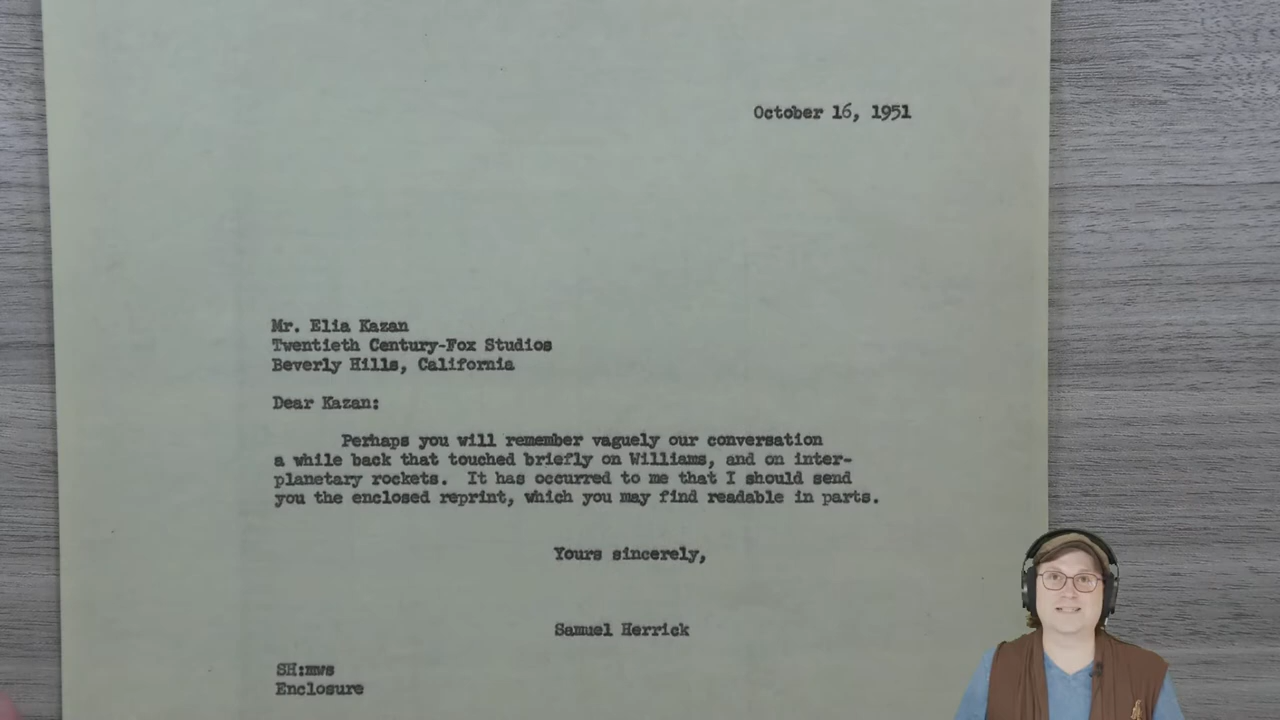 October 16, 1951
Mr. Elia Kazan
Twentieth Century-Fox Studios
Beverly Hills, California
Dear Kazan:
Perhaps you will remember vaguely our conversation
a while back that touched briefly on Williams, and on inter-
planetary rockets. It has occurred to me that I should send
you the enclosed reprint, which you may find readable in parts.
Yours sincerely,
Samuel Herrick
SH:mws
Enclosure